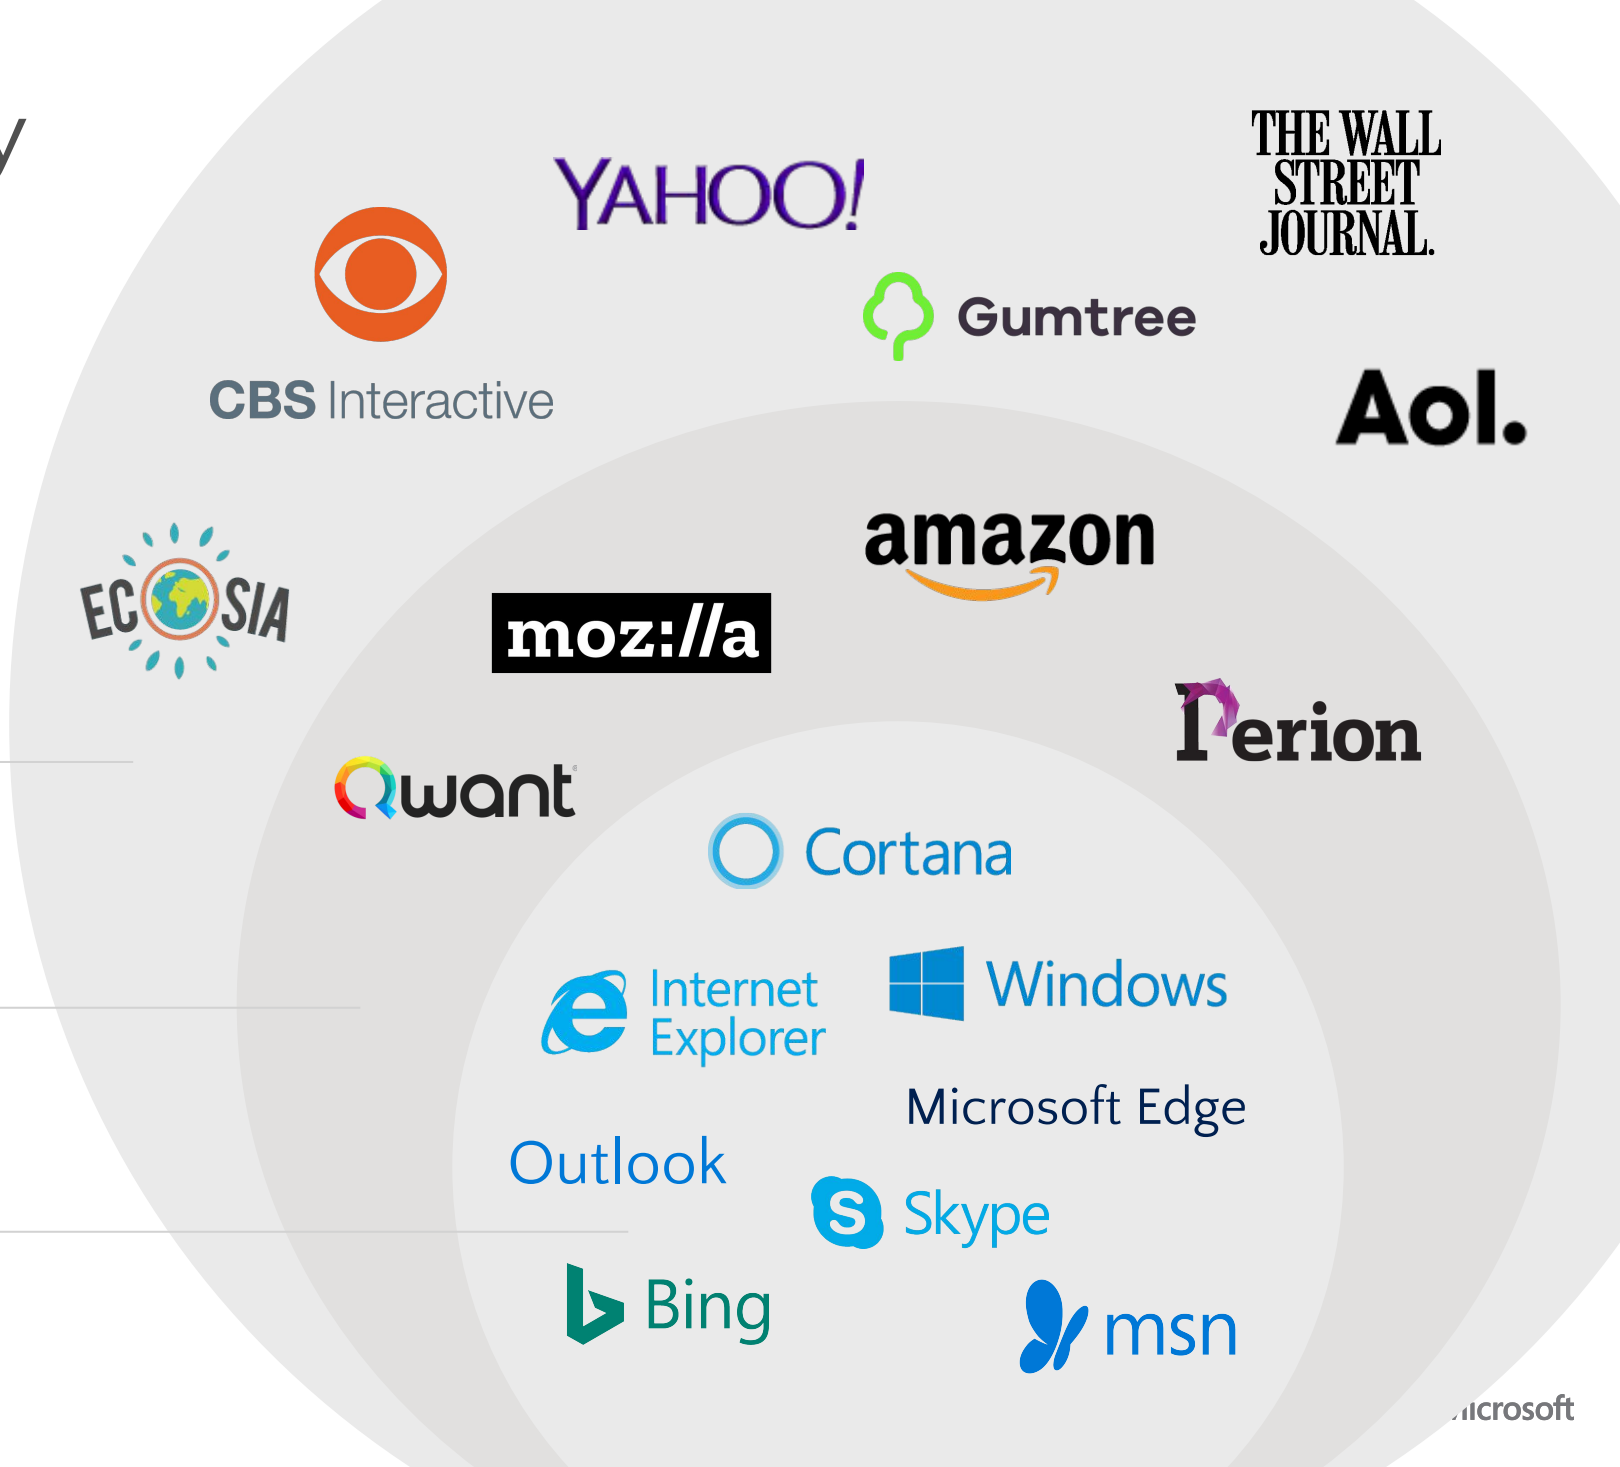 y
THE WALL
STREET
JOURNAL.
YAHOO!
Gumtree
CBS Interactive
Aol.
amazon
ECOSIA
moz://a
Perion
Qwant
Cortana
Internet
Explorer
Windows
Microsoft Edge
Outlook
Skype
Bing
msn
icrosoft